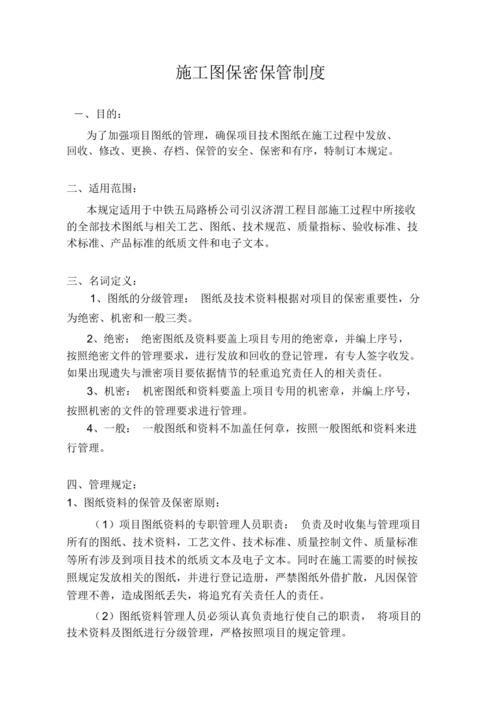 施工图保密保管制度
一、目的：
为了加强项目图纸的管理，确保项目技术图纸在施工过程中发放、
回收、修改、更换、存档、保管的安全、保密和有序，特制订本规定。
二、适用范围：
本规定适用于中铁五局路桥公司引汉济渭工程目部施工过程中所接收
的全部技术图纸与相关工艺、图纸、技术规范、质量指标、验收标准、技
术标准、产品标准的纸质文件和电子文本。
三、名词定义：
1、图纸的分级管理： 图纸及技术资料根据对项目的保密重要性，分
为绝密、机密和一般三类。
2、绝密： 绝密图纸及资料要盖上项目专用的绝密章，并编上序号，
按照绝密文件的管理要求，进行发放和回收的登记管理，有专人签字收发。
如果出现遗失与泄密项目要依据情节的轻重追究责任人的相关责任。
3、机密： 机密图纸和资料要盖上项目专用的机密章，并编上序号，
按照机密的文件的管理要求进行管理。
4、一般： 一般图纸和资料不加盖任何章，按照一般图纸和资料来进
行管理。
四、管理规定：
1、图纸资料的保管及保密原则：
（1）项目图纸资料的专职管理人员职责： 负责及时收集与管理项目
所有的图纸、技术资料，工艺文件、技术标准、质量控制文件、质量标准
等所有涉及到项目技术的纸质文本及电子文本。同时在施工需要的时候按
照规定发放相关的图纸，并进行登记造册，严禁图纸外借扩散，凡因保管
管理不善，造成图纸丢失，将追究有关责任人的责任。
（2）图纸资料管理人员必须认真负责地行使自己的职责， 将项目的
技术资料及图纸进行分级管理，严格按照项目的规定管理。